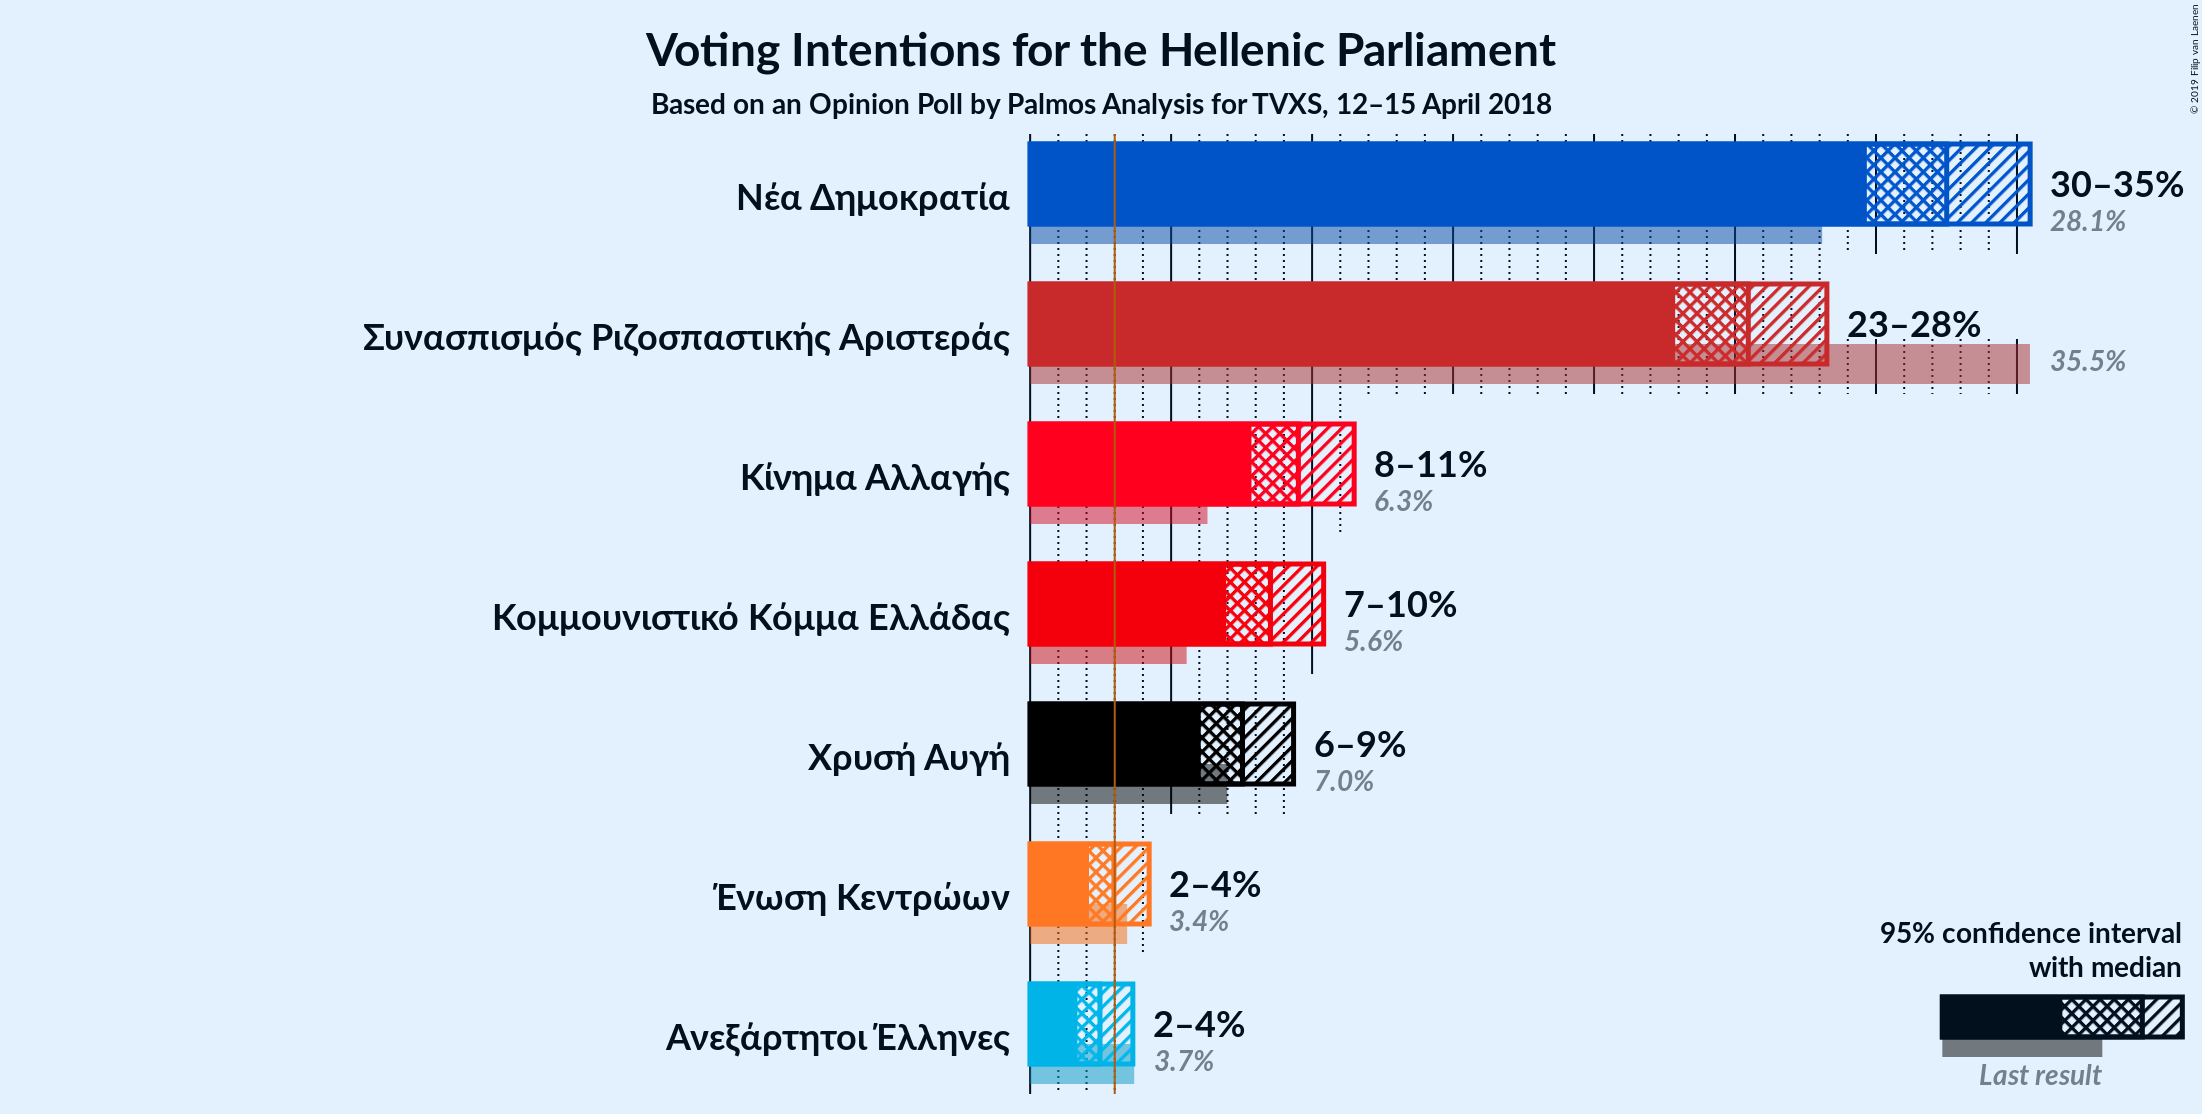 © 2019 Filip van Laenen
Voting Intentions for the Hellenic Parliament
Based on an Opinion Poll by Palmos Analysis for TVXS, 12–15 April 2018
Νέα Δημοκρατία
30–35%
28.1%
Συνασπισμός Ριζοσπαστικής Αριστεράς
23–28%
35.5%
Κίνημα Αλλαγής
8–11%
6.3%
Κομμουνιστικό Κόμμα Ελλάδας
7–10%
5.6%
Χρυσή Αυγή
6–9%
7.0%
Ένωση Κεντρώων
2–4%
3.4%
Ανεξάρτητοι Έλληνες
2–4%
3.7%
95% confidence interval
with median
Last result